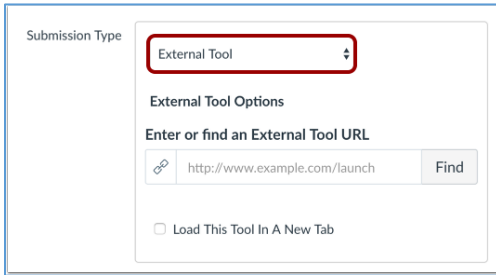 Submission Type
External Tool
External Tool Options
Enter or find an External Tool URL
http://www.example.com/launch Find
Load This Tool In A New Tab